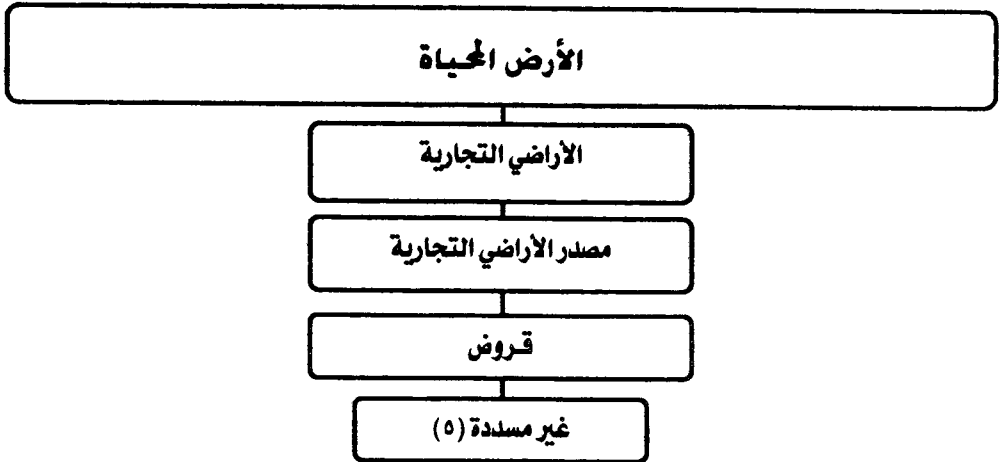 الأرض المحياة
الأراضي التجارية
مصدر الأراضي التجارية
قروض
غير مسددة (٥)